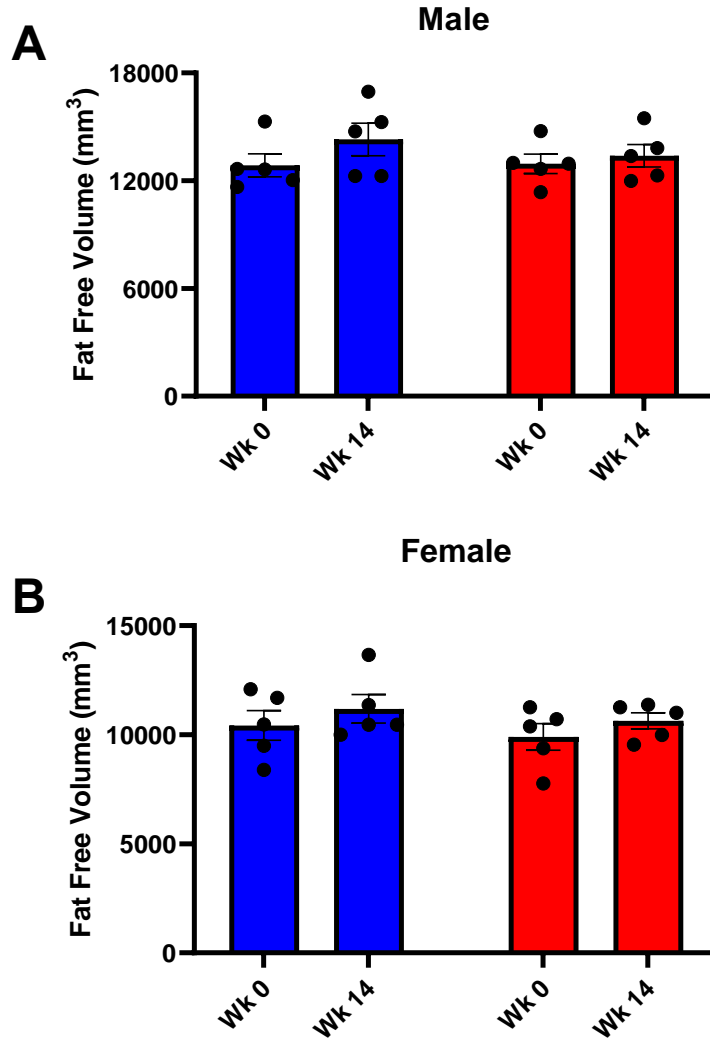 Male
A
Fat Free Volume (mm³)
18000
12000
6000
0
Wk 0
Wk 14
Wk 0
Wk 14
Female
B
Fat Free Volume (mm³)
15000
10000
5000
0
Wk 0
Wk 14
Wk 0
Wk 14